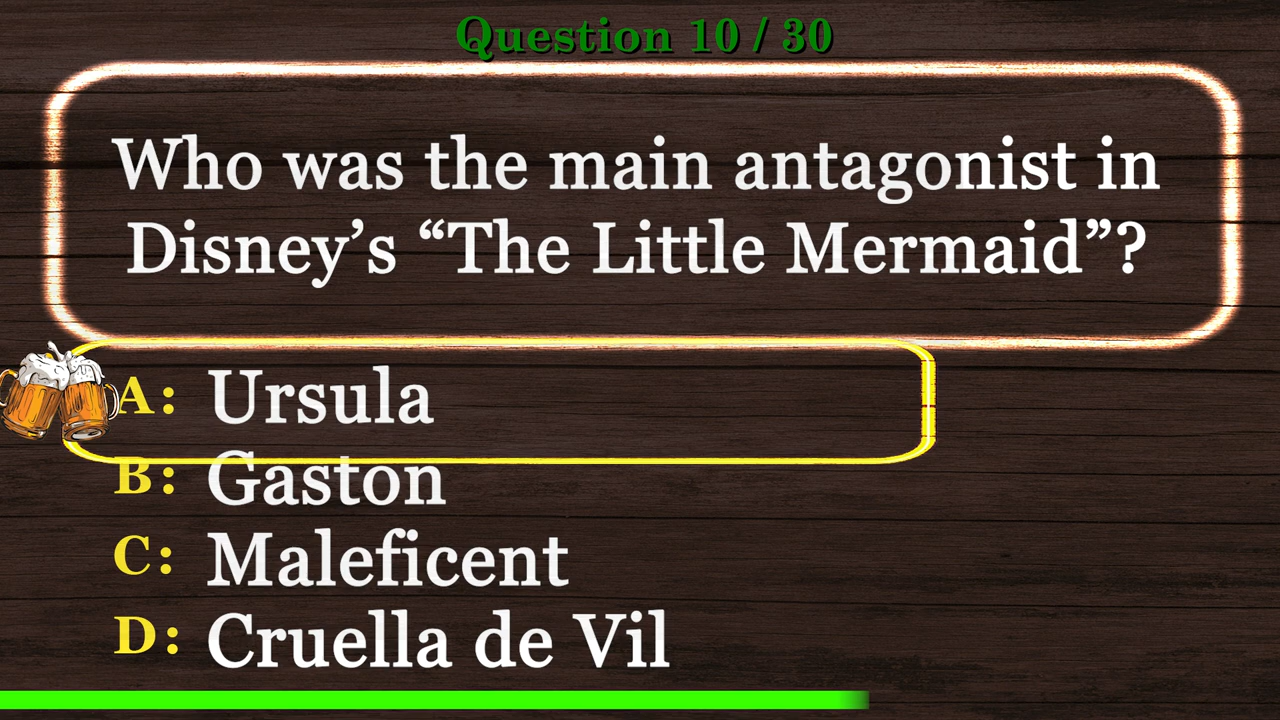 Question 10 / 30
Who was the main antagonist in
Disney’s “The Little Mermaid”?
A: Ursula
B: Gaston
C: Maleficent
D: Cruella de Vil